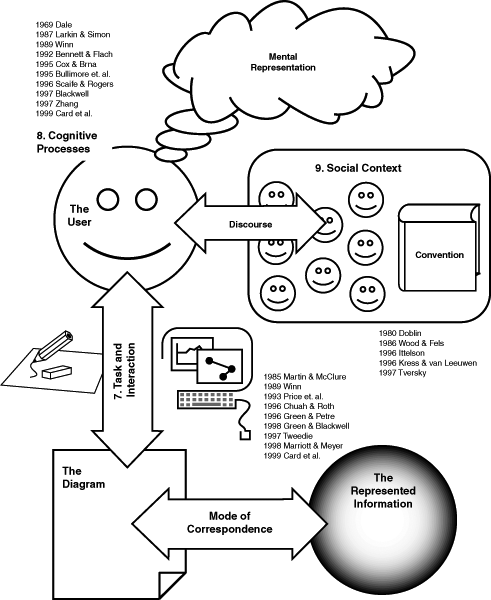 1969 Dale
1987 Larkin & Simon
1989 Winn
1992 Bennett & Flach
1995 Cox & Brna
1995 Bullimore et. al.
1996 Scaife & Rogers
1997 Blackwell
1997 Zhang
1999 Card et al.
Mental
Representation
8. Cognitive
Processes
The
User
Discourse
9. Social Context
Convention
1980 Doblin
1986 Wood & Fels
1996 Ittelson
1996 Kress & van Leeuwen
1997 Tversky
7. Task and
Interaction
1985 Martin & McClure
1989 Winn
1993 Price et. al.
1996 Chuah & Roth
1996 Green & Petre
1998 Green & Blackwell
1997 Tweedie
1998 Marriott & Meyer
1999 Card et al.
The
Diagram
Mode of
Correspondence
The
Represented
Information